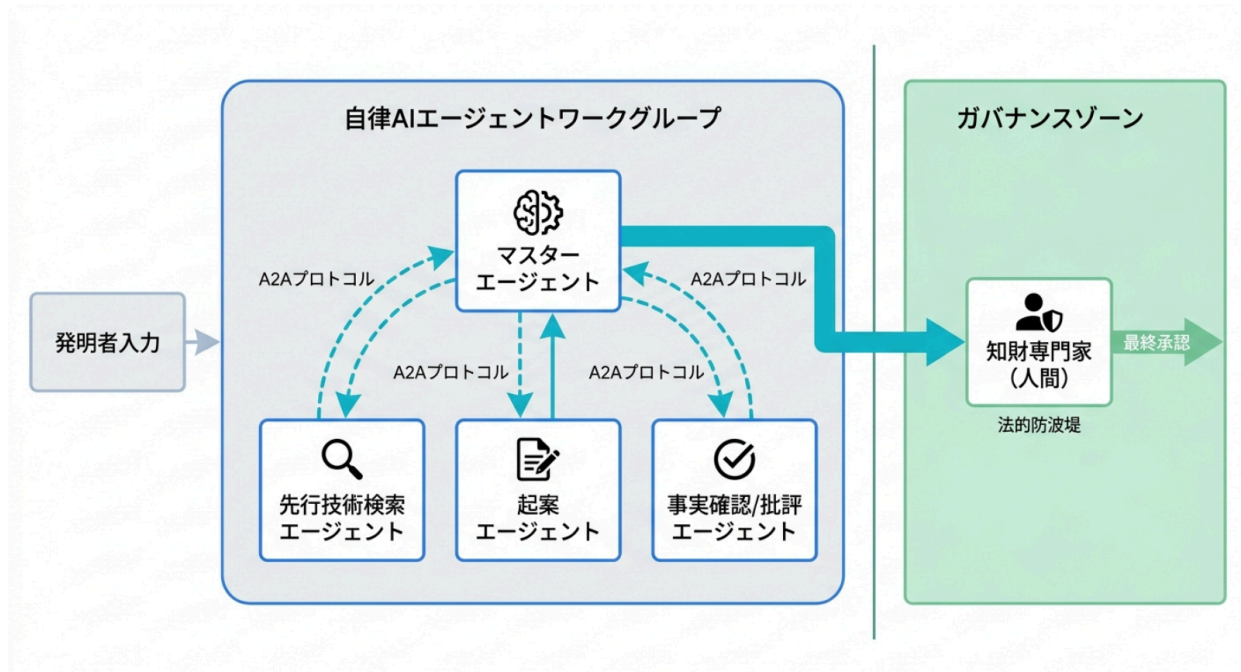 自律AIエージェントワークグループ
ガバナンスゾーン
発明者入力
マスター
エージェント
A2Aプロトコル
A2Aプロトコル
A2Aプロトコル
A2Aプロトコル
先行技術検索
エージェント
起案
エージェント
事実確認/批評
エージェント
知財専門家
（人間）
法的防波堤
最終承認